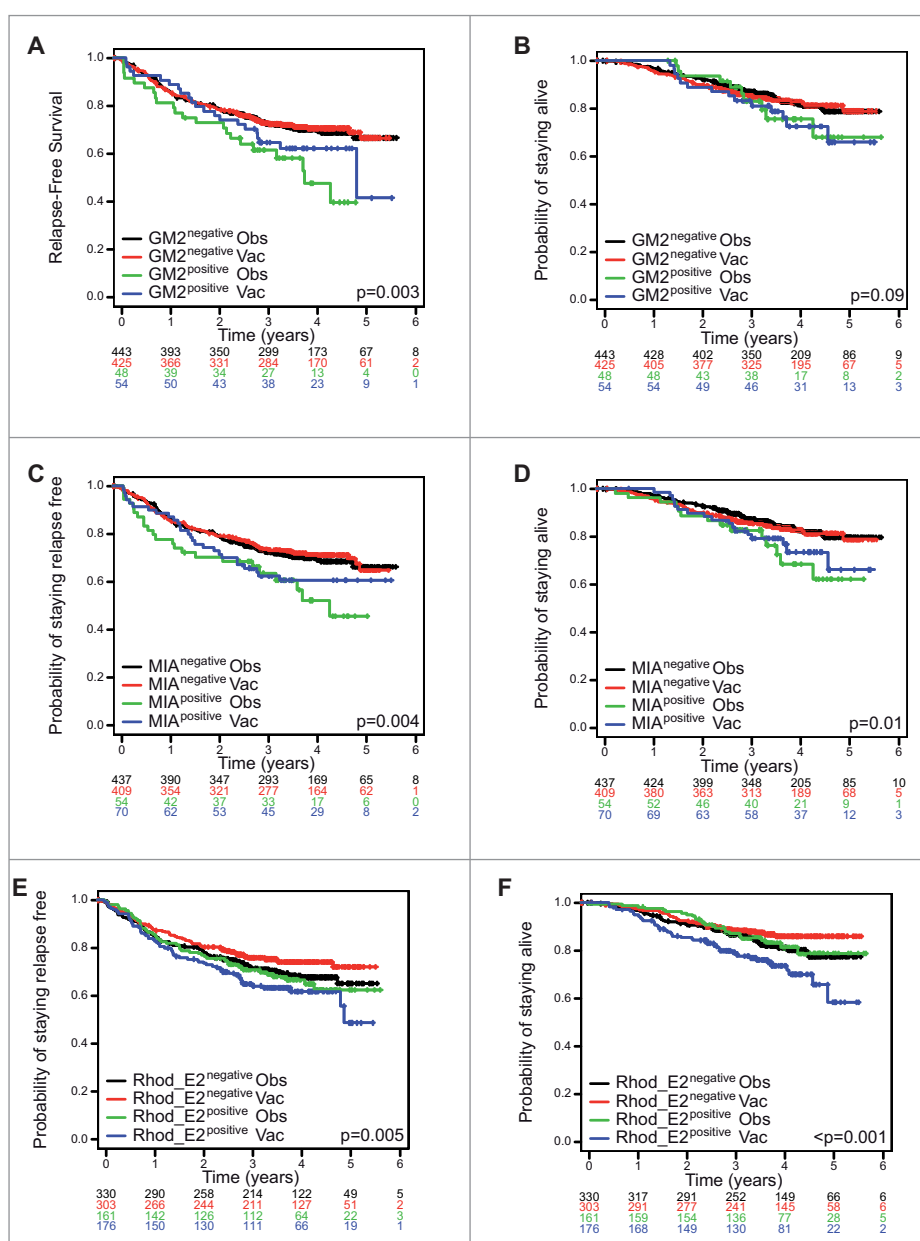 A
Relapse-Free Survival
1.0
0.8
0.6
0.4
0.2
0.0
GM2negative Obs
GM2negative Vac
GM2positive Obs
GM2positive Vac
p=0.003
0 1 2 3 4 5 6
Time (years)
443 393 350 299 173 67 8
425 366 331 284 170 61 2
48 39 34 27 13 4 0
54 50 43 38 23 9 1
B
Probability of staying alive
1.0
0.8
0.6
0.4
0.2
0.0
GM2negative Obs
GM2negative Vac
GM2positive Obs
GM2positive Vac
p=0.09
0 1 2 3 4 5 6
Time (years)
443 428 402 350 209 86 9
425 405 377 325 195 67 5
48 48 43 38 17 8 2
54 54 49 46 31 13 3
C
Probability of staying relapse free
1.0
0.8
0.6
0.4
0.2
0.0
MIAnegative Obs
MIAnegative Vac
MIApositive Obs
MIApositive Vac
p=0.004
0 1 2 3 4 5 6
Time (years)
437 390 347 293 169 65 8
409 354 321 277 164 62 1
54 42 37 33 17 6 0
70 62 53 45 29 8 2
D
Probability of staying alive
1.0
0.8
0.6
0.4
0.2
0.0
MIAnegative Obs
MIAnegative Vac
MIApositive Obs
MIApositive Vac
p=0.01
0 1 2 3 4 5 6
Time (years)
437 424 399 348 205 85 10
409 380 363 313 189 68 5
54 52 46 40 21 9 1
70 69 63 58 37 12 3
E
Probability of staying relapse free
1.0
0.8
0.6
0.4
0.2
0.0
Rhod_E2negative Obs
Rhod_E2negative Vac
Rhod_E2positive Obs
Rhod_E2positive Vac
p=0.005
0 1 2 3 4 5 6
Time (years)
330 290 258 214 122 49 5
303 266 244 211 127 51 2
161 142 126 112 64 22 3
176 150 130 111 66 19 1
F
Probability of staying alive
1.0
0.8
0.6
0.4
0.2
0.0
Rhod_E2negative Obs
Rhod_E2negative Vac
Rhod_E2positive Obs
Rhod_E2positive Vac
<p=0.001
0 1 2 3 4 5 6
Time (years)
330 317 291 252 149 66 6
303 291 277 241 145 58 6
161 159 154 136 77 28 5
176 168 149 130 81 22 2